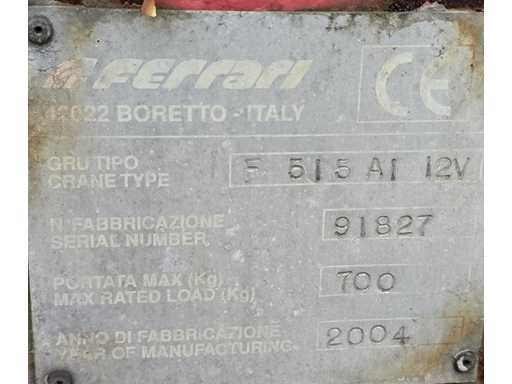 Ferrari
42022 BORETTO - ITALY
CE
GRU TIPO
CRANE TYPE
F 515 A1 12V
N° FABBRICAZIONE
SERIAL NUMBER
91827
PORTATA MAX (Kg)
MAX RATED LOAD (Kg)
700
ANNO DI FABBRICAZIONE
YEAR OF MANUFACTURING
2004